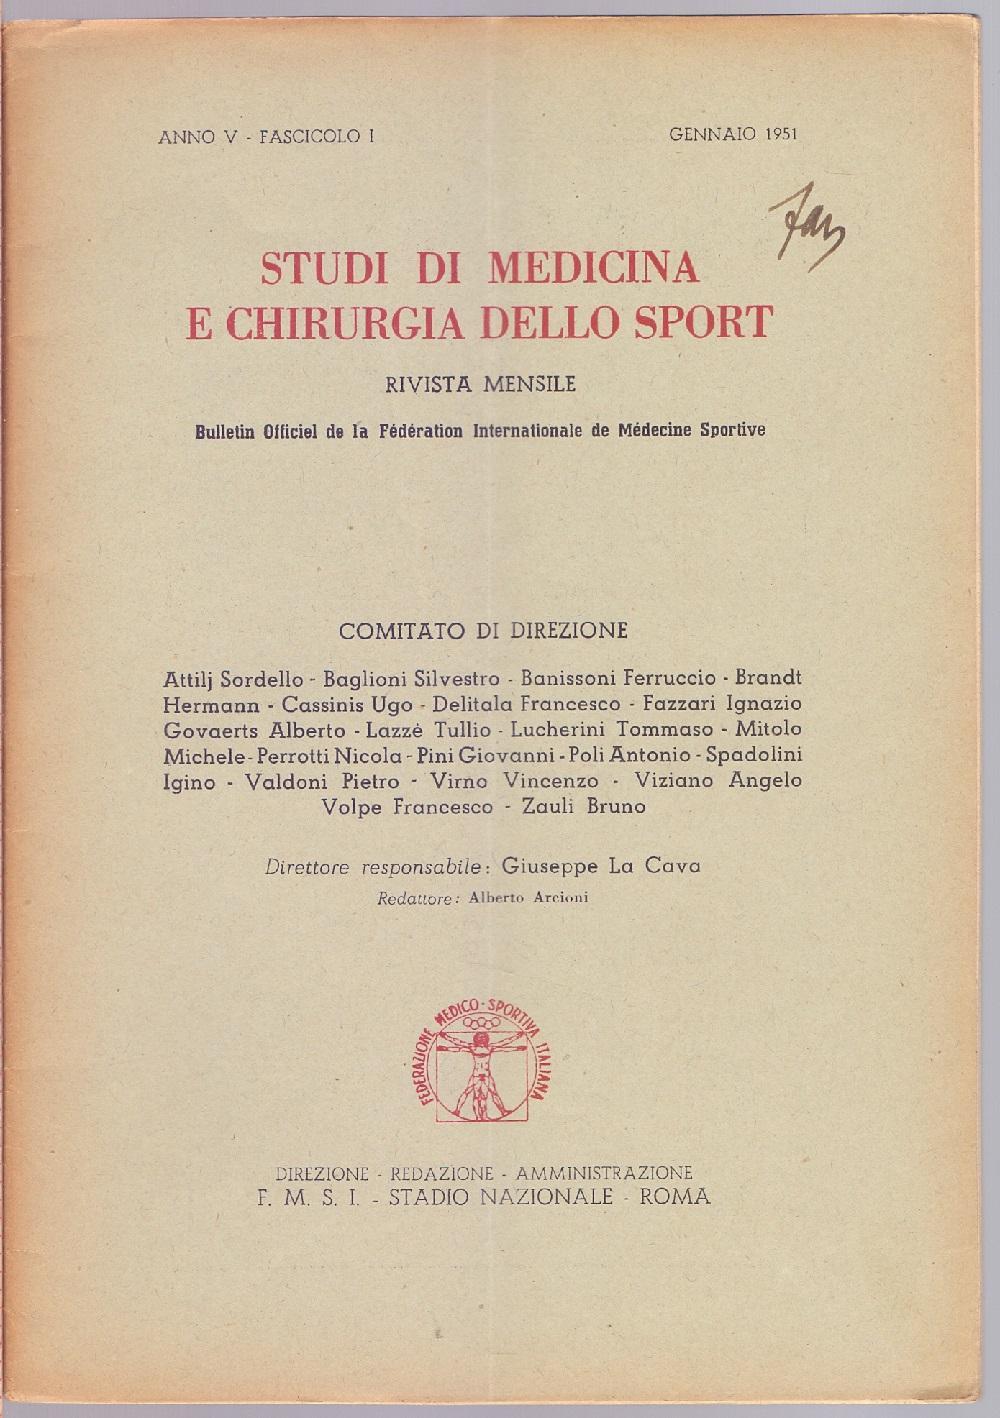 ANNO V - FASCICOLO I
GENNAIO 1951
STUDI DI MEDICINA
E CHIRURGIA DELLO SPORT
RIVISTA MENSILE
Bulletin Officiel de la Fédération Internationale de Médecine Sportive
COMITATO DI DIREZIONE
Attilj Sordello - Baglioni Silvestro - Banissoni Ferruccio - Brandt
Hermann - Cassinis Ugo - Delitala Francesco - Fazzari Ignazio
Govaerts Alberto - Lazzè Tullio - Lucherini Tommaso - Mitolo
Michele - Perrotti Nicola - Pini Giovanni - Poli Antonio - Spadolini
Igino - Valdoni Pietro - Virno Vincenzo - Viziano Angelo
Volpe Francesco - Zauli Bruno
Direttore responsabile: Giuseppe La Cava
Redattore: Alberto Arcioni
FEDERAZIONE MEDICO-SPORTIVA ITALIANA
DIREZIONE - REDAZIONE - AMMINISTRAZIONE
F. M. S. I. - STADIO NAZIONALE - ROMA